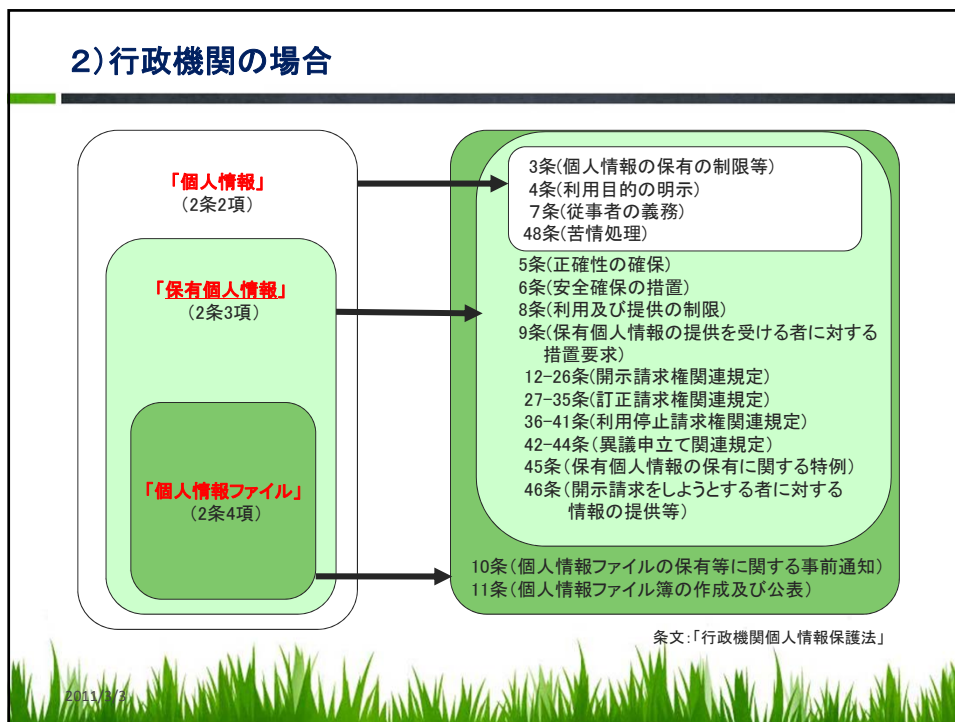 2)行政機関の場合
「個人情報」
(2条2項)
「保有個人情報」
(2条3項)
「個人情報ファイル」
(2条4項)
3条(個人情報の保有の制限等)
4条(利用目的の明示)
7条(従事者の義務)
48条(苦情処理)
5条(正確性の確保)
6条(安全確保の措置)
8条(利用及び提供の制限)
9条(保有個人情報の提供を受ける者に対する
措置要求)
12-26条(開示請求権関連規定)
27-35条(訂正請求権関連規定)
36-41条(利用停止請求権関連規定)
42-44条(異議申立て関連規定)
45条(保有個人情報の保有に関する特例)
46条(開示請求をしようとする者に対する
情報の提供等)
10条(個人情報ファイルの保有等に関する事前通知)
11条(個人情報ファイル簿の作成及び公表)
条文:「行政機関個人情報保護法」
2011/3/3